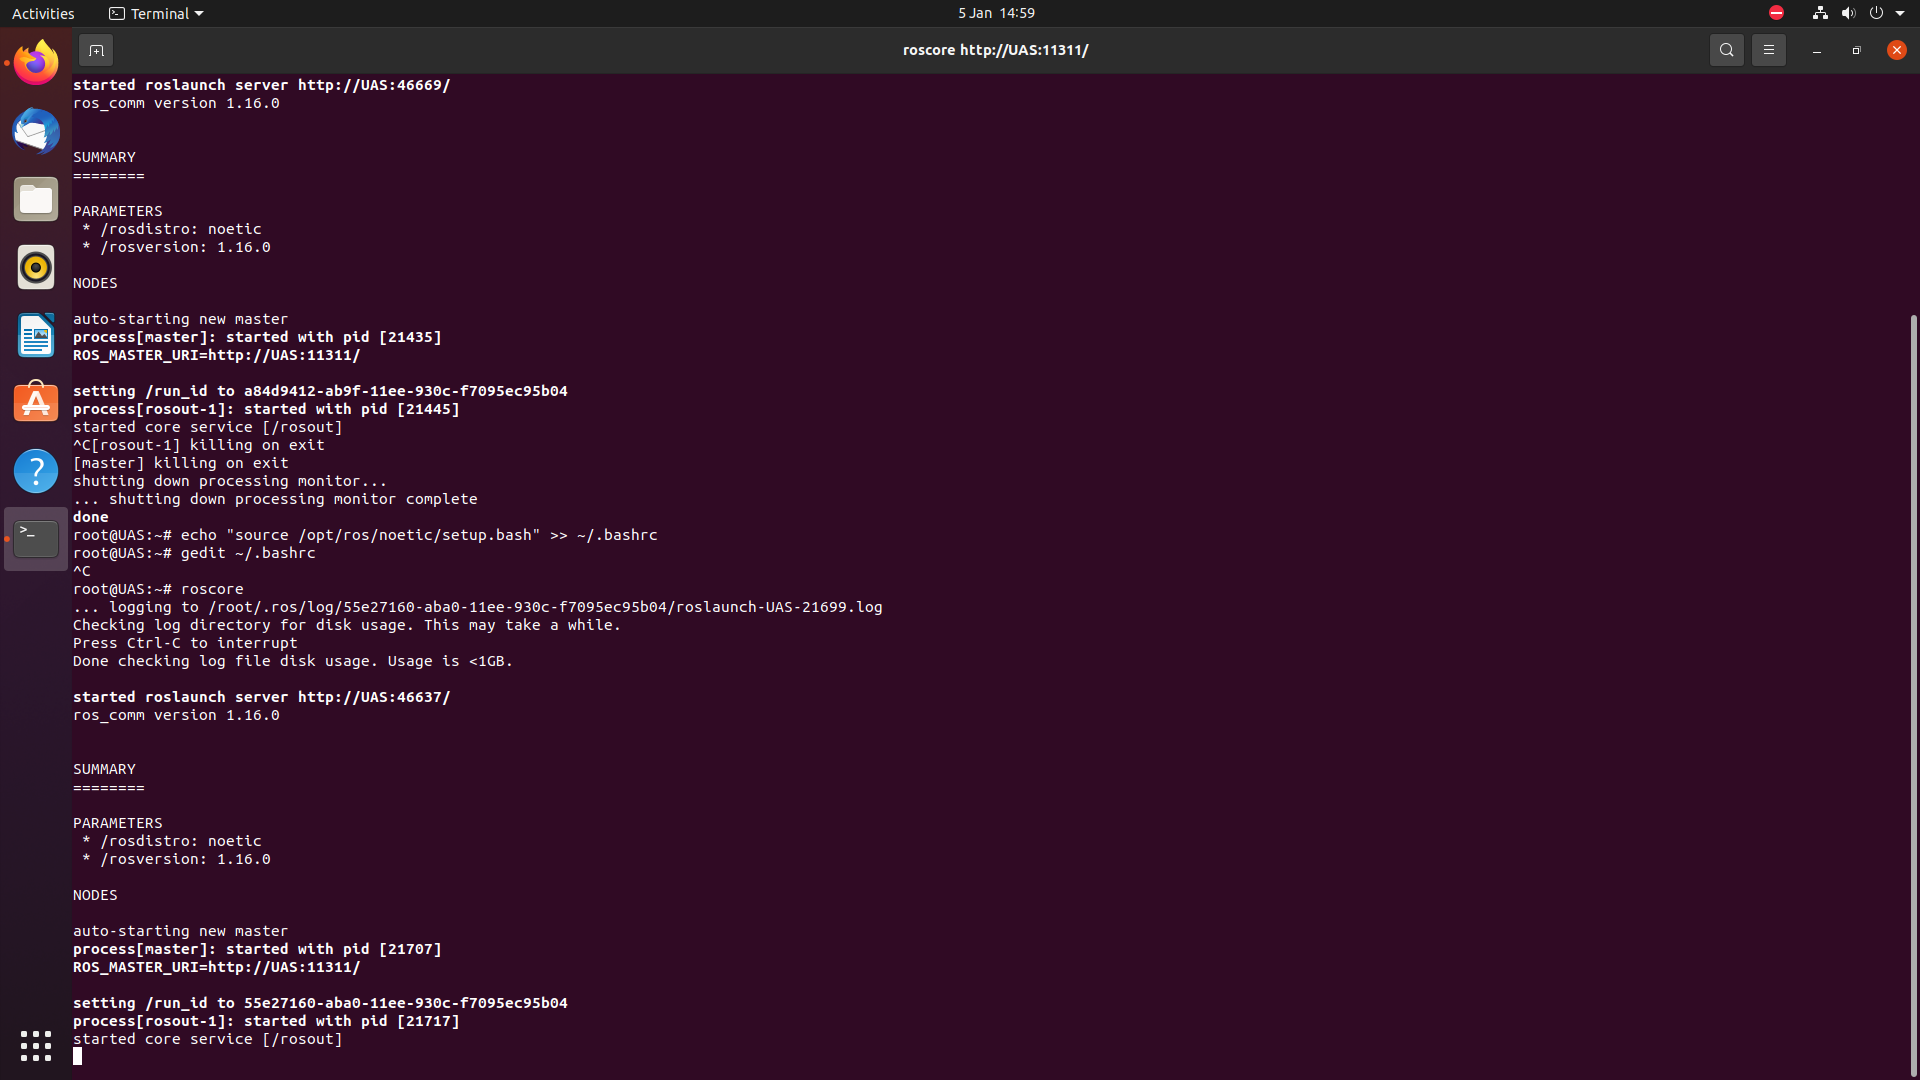 Activities
Terminal
5 Jan 14:59
roscore http://UAS:11311/
started roslaunch server http://UAS:46669/
ros_comm version 1.16.0
SUMMARY
========
PARAMETERS
* /rosdistro: noetic
* /rosversion: 1.16.0
NODES
auto-starting new master
process[master]: started with pid [21435]
ROS_MASTER_URI=http://UAS:11311/
setting /run_id to a84d9412-ab9f-11ee-930c-f7095ec95b04
process[rosout-1]: started with pid [21445]
started core service [/rosout]
^C[rosout-1] killing on exit
[master] killing on exit
shutting down processing monitor...
... shutting down processing monitor complete
done
root@UAS:~# echo "source /opt/ros/noetic/setup.bash" >> ~/.bashrc
root@UAS:~# gedit ~/.bashrc
^C
root@UAS:~# roscore
... logging to /root/.ros/log/55e27160-aba0-11ee-930c-f7095ec95b04/roslaunch-UAS-21699.log
Checking log directory for disk usage. This may take a while.
Press Ctrl-C to interrupt
Done checking log file disk usage. Usage is <1GB.
started roslaunch server http://UAS:46637/
ros_comm version 1.16.0
SUMMARY
========
PARAMETERS
* /rosdistro: noetic
* /rosversion: 1.16.0
NODES
auto-starting new master
process[master]: started with pid [21707]
ROS_MASTER_URI=http://UAS:11311/
setting /run_id to 55e27160-aba0-11ee-930c-f7095ec95b04
process[rosout-1]: started with pid [21717]
started core service [/rosout]